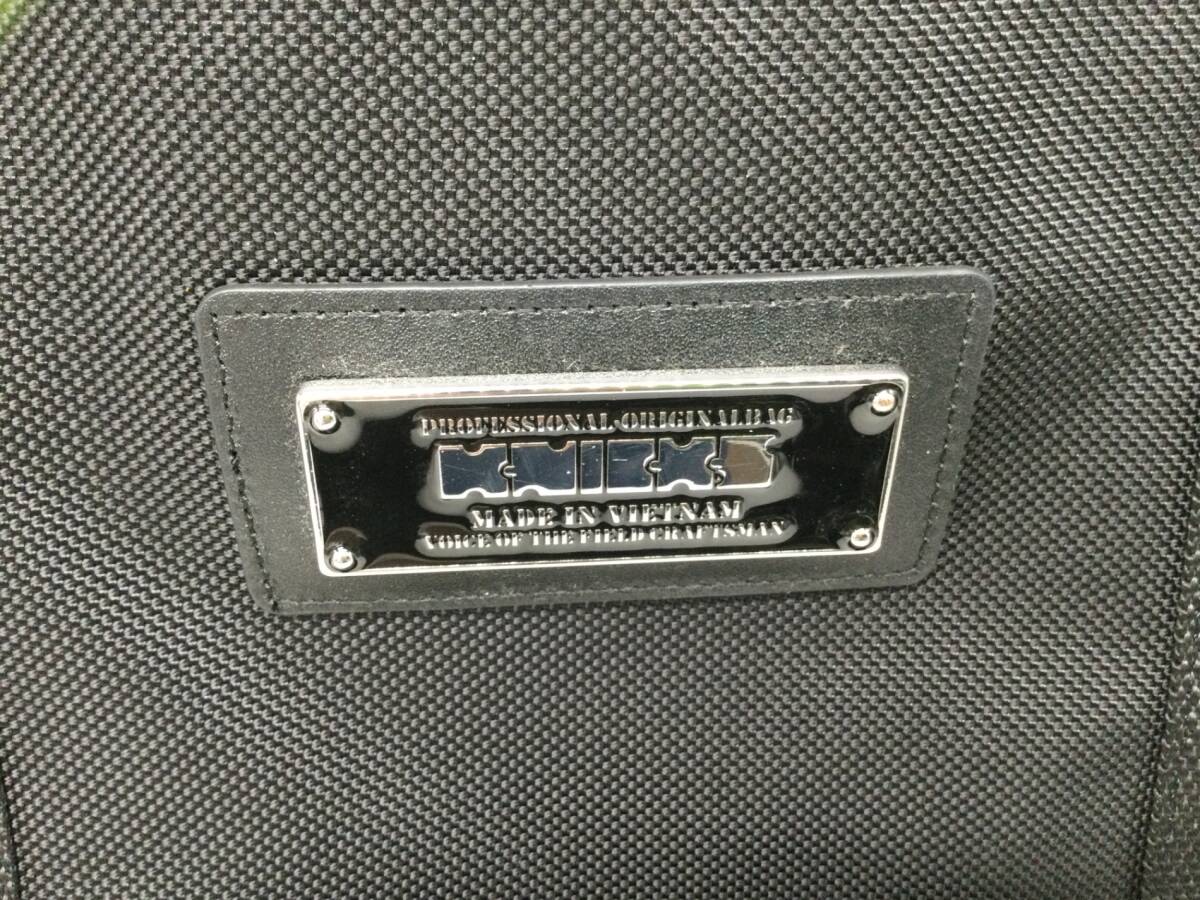 PROFESSIONAL ORIGINALBAG
KNICKS
MADE IN VIETNAM
VOICE OF THE FIELD CRAFTSMAN